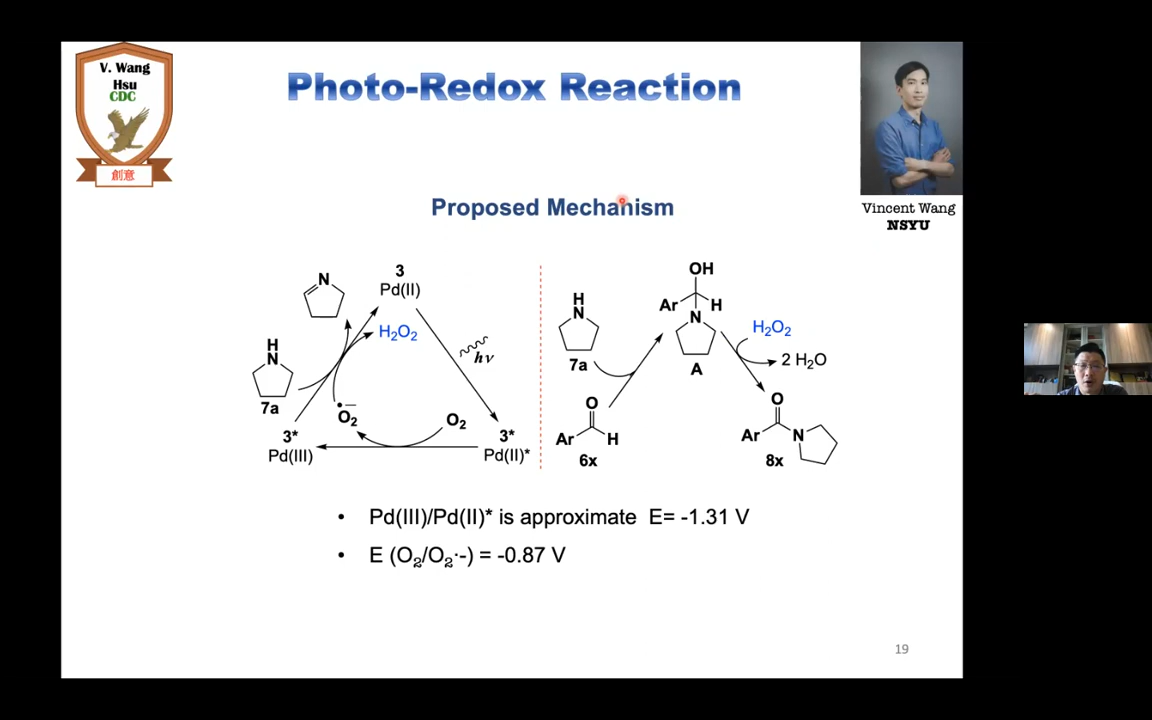 V. Wang
Hsu
CDC
創意
Photo-Redox Reaction
Vincent Wang
NSYU
Proposed Mechanism
N
3
Pd(II)
H₂O₂
hν
H
N
7a
•−
O₂
O₂
3*
Pd(III)
3*
Pd(II)*
H
N
7a
O
Ar
H
6x
OH
Ar
H
N
A
H₂O₂
2 H₂O
O
Ar
N
8x
• Pd(III)/Pd(II)* is approximate E= -1.31 V
• E (O₂/O₂·-) = -0.87 V
19